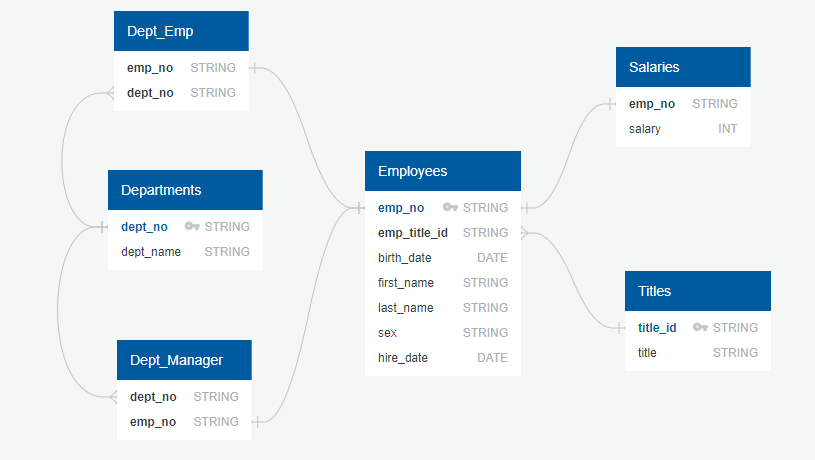 Dept_Emp
emp_no STRING
dept_no STRING
Departments
dept_no STRING
dept_name STRING
Dept_Manager
dept_no STRING
emp_no STRING
Employees
emp_no STRING
emp_title_id STRING
birth_date DATE
first_name STRING
last_name STRING
sex STRING
hire_date DATE
Salaries
emp_no STRING
salary INT
Titles
title_id STRING
title STRING